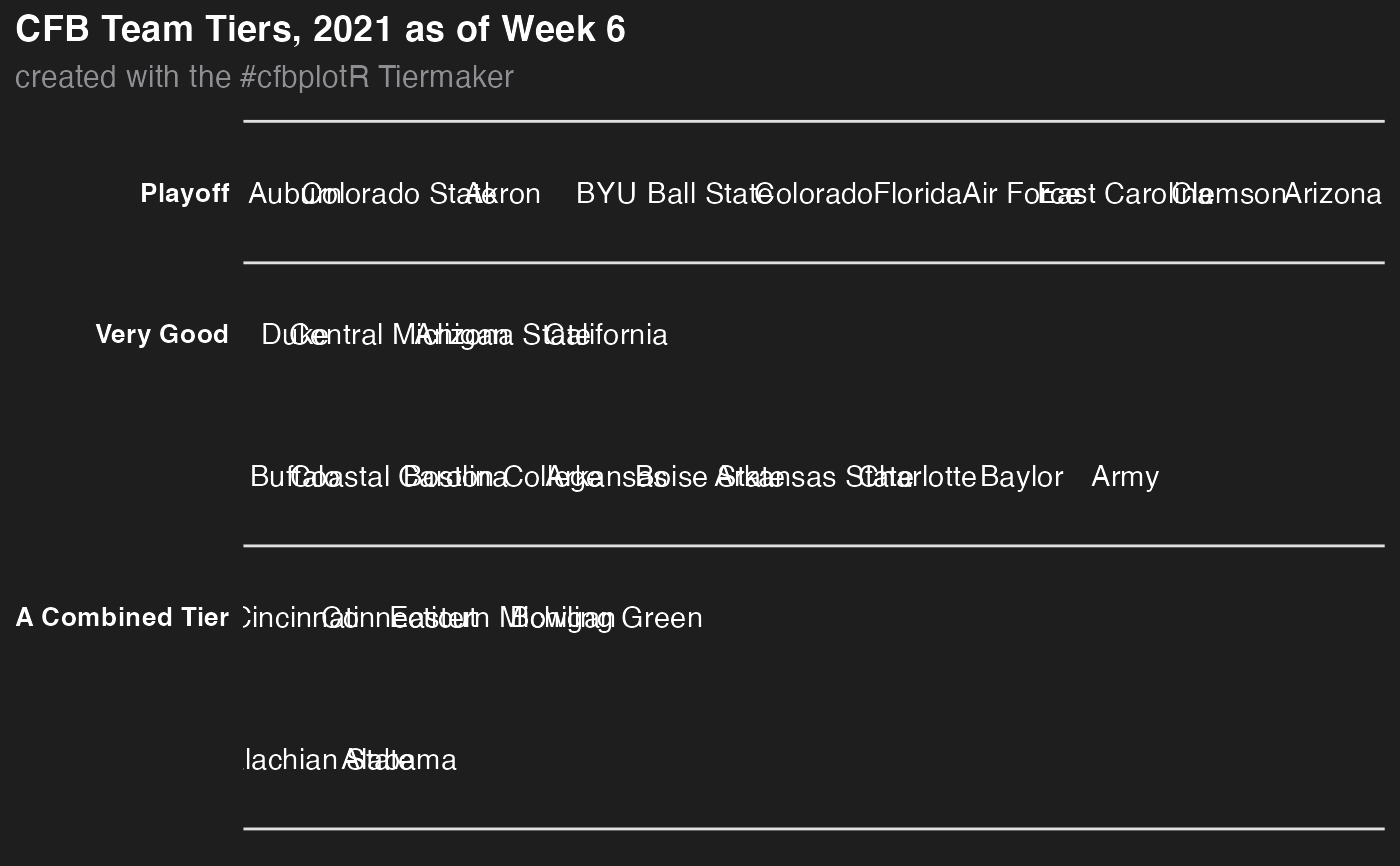 CFB Team Tiers, 2021 as of Week 6
created with the #cfbplotR Tiermaker
Playoff Auburn Colorado State Akron BYU Ball State Colorado Florida Air Force East Carolina Clemson Arizona
Very Good Duke Central Michigan Arizona State California
Buffalo Coastal Carolina Boston College Arkansas Boise State Arkansas State Charlotte Baylor Army
A Combined Tier Cincinnati Connecticut Eastern Michigan Bowling Green
lachian State Alabama